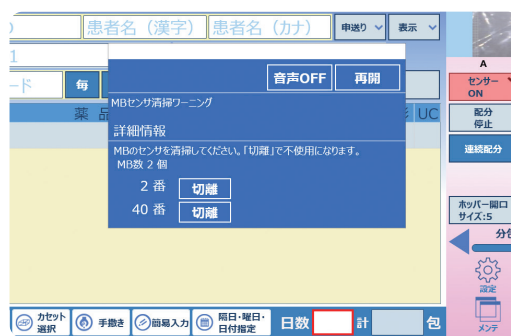 患者名（漢字） 患者名（カナ） 申送り 表示
1
ード 毎
薬 品 UC
音声OFF 再開
MBセンサ清掃ワーニング
詳細情報
MBのセンサを清掃してください。「切離」で不使用になります。
MB数 2 個
2 番 切離
40 番 切離
A
センサー
ON
配分
停止
連続配分
ホッパー開口
サイズ:5
分包
設定
メンテ
カセット
選択
手撒き
簡易入力
隔日・曜日・
日付指定
日数 計 包